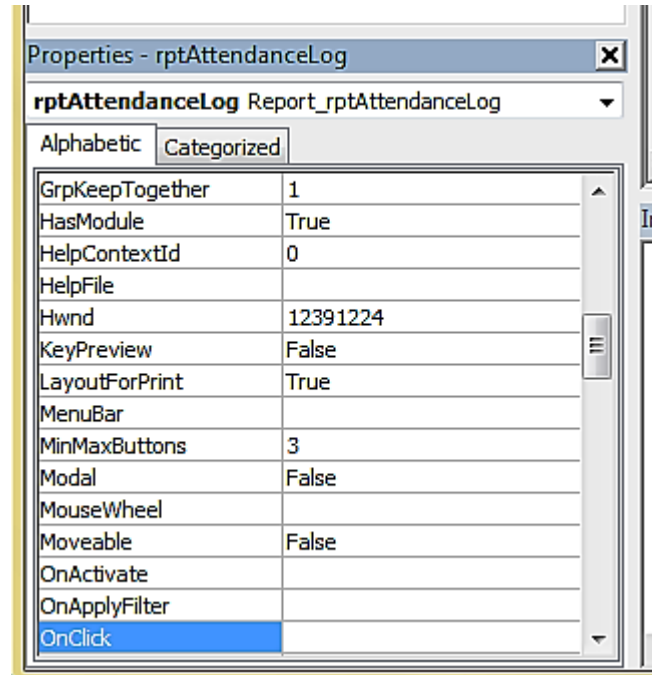 Properties - rptAttendanceLog
rptAttendanceLog Report_rptAttendanceLog
Alphabetic Categorized
GrpKeepTogether 1
HasModule True
HelpContextId 0
HelpFile
Hwnd 12391224
KeyPreview False
LayoutForPrint True
MenuBar
MinMaxButtons 3
Modal False
MouseWheel
Moveable False
OnActivate
OnApplyFilter
OnClick